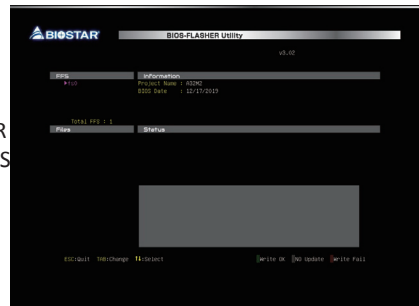 BIOSTAR
BIOS-FLASHER Utility
v3.02
FFS
Information
fs0
Project Name : A32M2
BIOS Date : 12/17/2019
Total FFS : 1
R
S
Files
Status
ESC:Quit TAB:Change ↑↓:Select
Write OK NO Update Write Fail